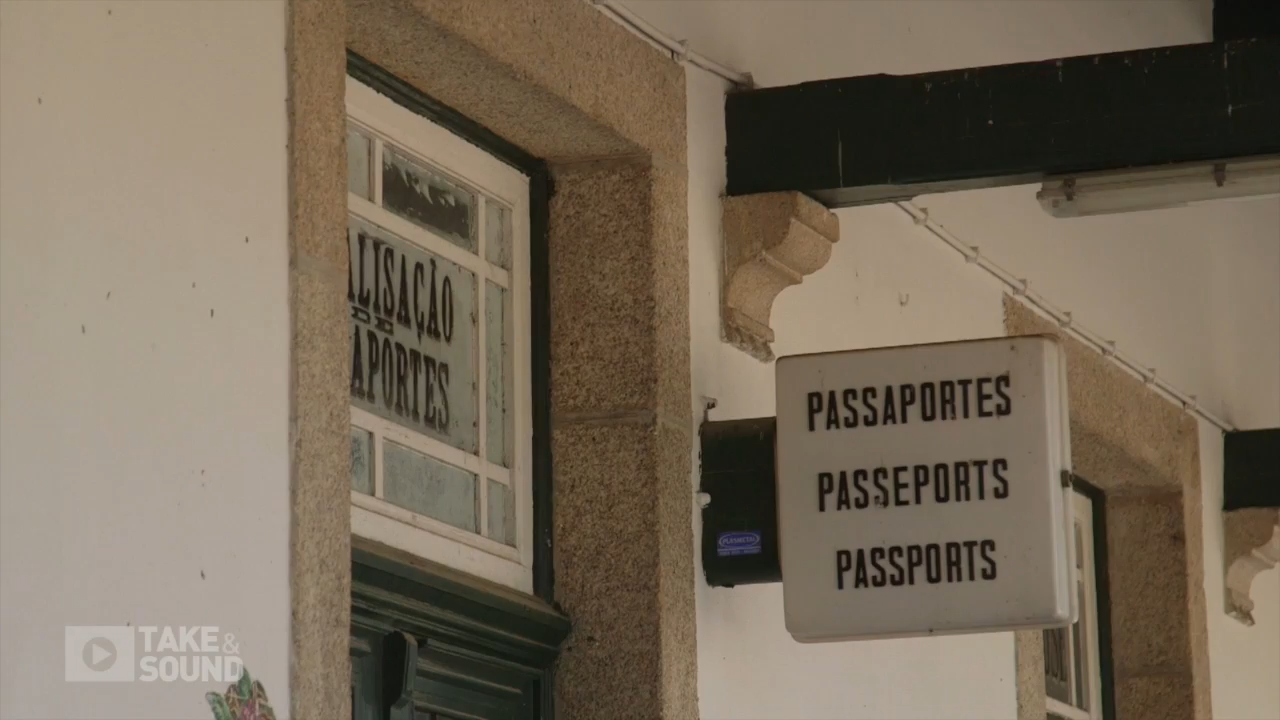 ALISAÇÃO
DE
APORTES
PASSAPORTES
PASSEPORTS
PASSPORTS
TAKE&
SOUND